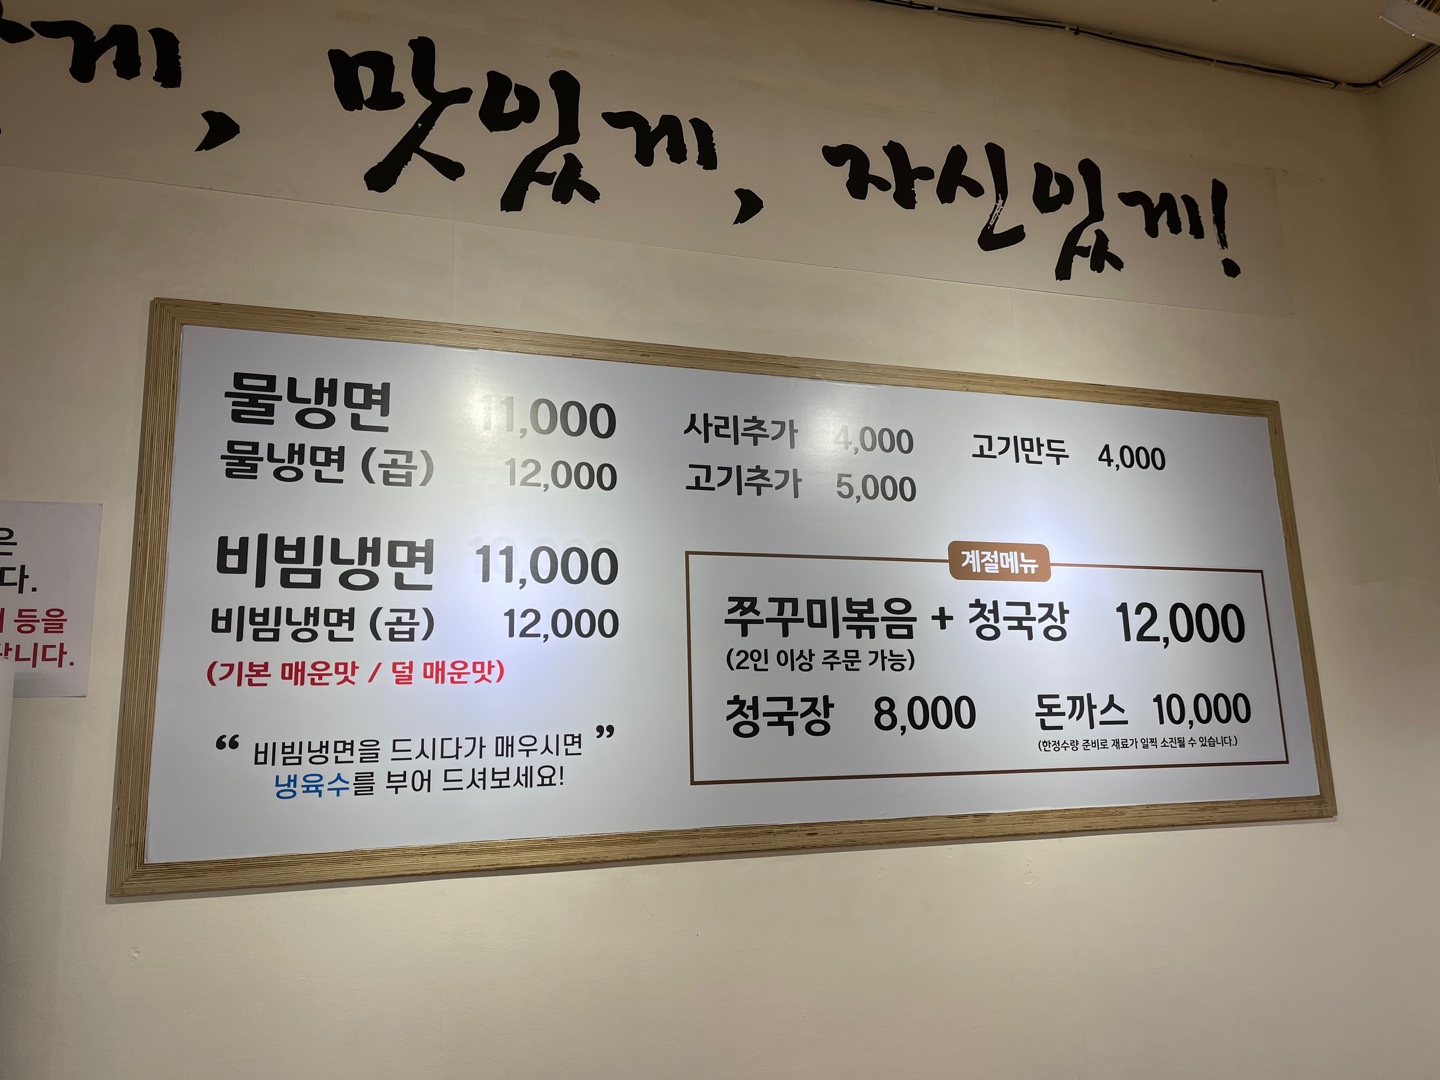 게, 맛있게, 자신있게!
물냉면 11,000
물냉면 (곱) 12,000
비빔냉면 11,000
비빔냉면 (곱) 12,000
(기본 매운맛 / 덜 매운맛)
“ 비빔냉면을 드시다가 매우시면 ”
냉육수를 부어 드셔보세요!
사리추가 4,000
고기추가 5,000
고기만두 4,000
계절메뉴
쭈꾸미볶음 + 청국장 12,000
(2인 이상 주문 가능)
청국장 8,000
돈까스 10,000
(한정수량 준비로 재료가 일찍 소진될 수 있습니다.)
은
다.
등을
니다.